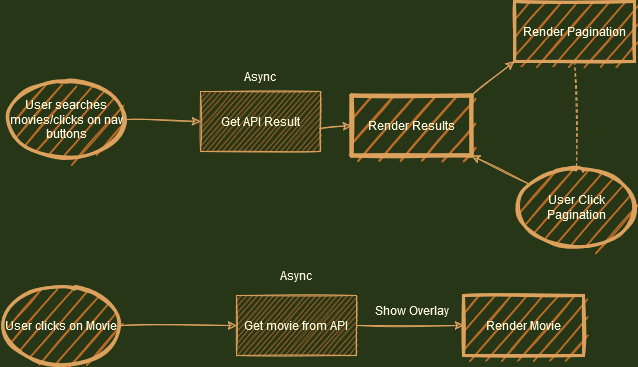 Render Pagination
Async
User searches
movies/clicks on nav
buttons
Get API Result
Render Results
User Click
Pagination
Async
User clicks on Movie
Get movie from API
Show Overlay
Render Movie